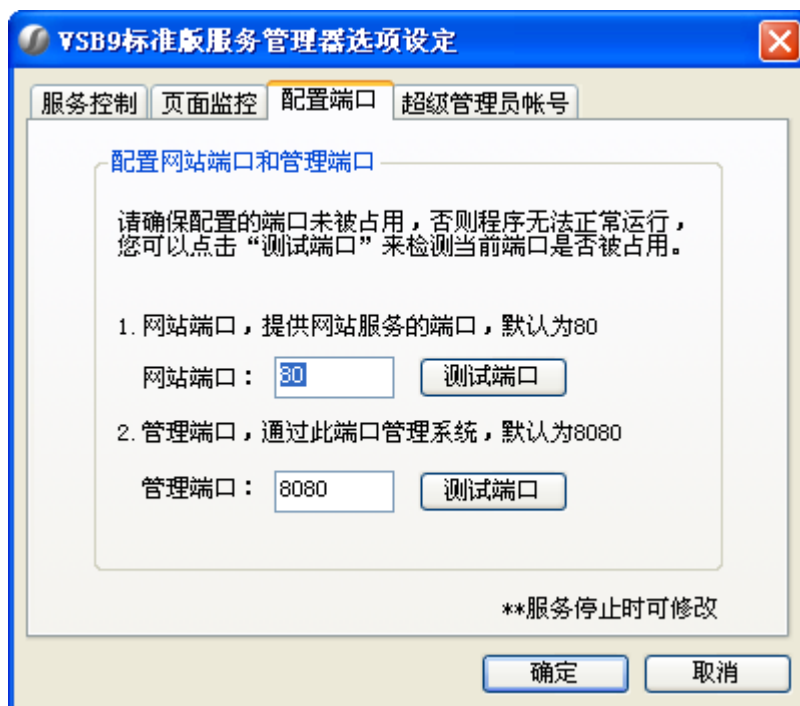 VSB9标准版服务管理器选项设定
服务控制 页面监控 配置端口 超级管理员帐号
配置网站端口和管理端口
请确保配置的端口未被占用，否则程序无法正常运行，
您可以点击“测试端口”来检测当前端口是否被占用。
1.网站端口，提供网站服务的端口，默认为80
网站端口： 80 测试端口
2.管理端口，通过此端口管理系统，默认为8080
管理端口： 8080 测试端口
**服务停止时可修改
确定 取消